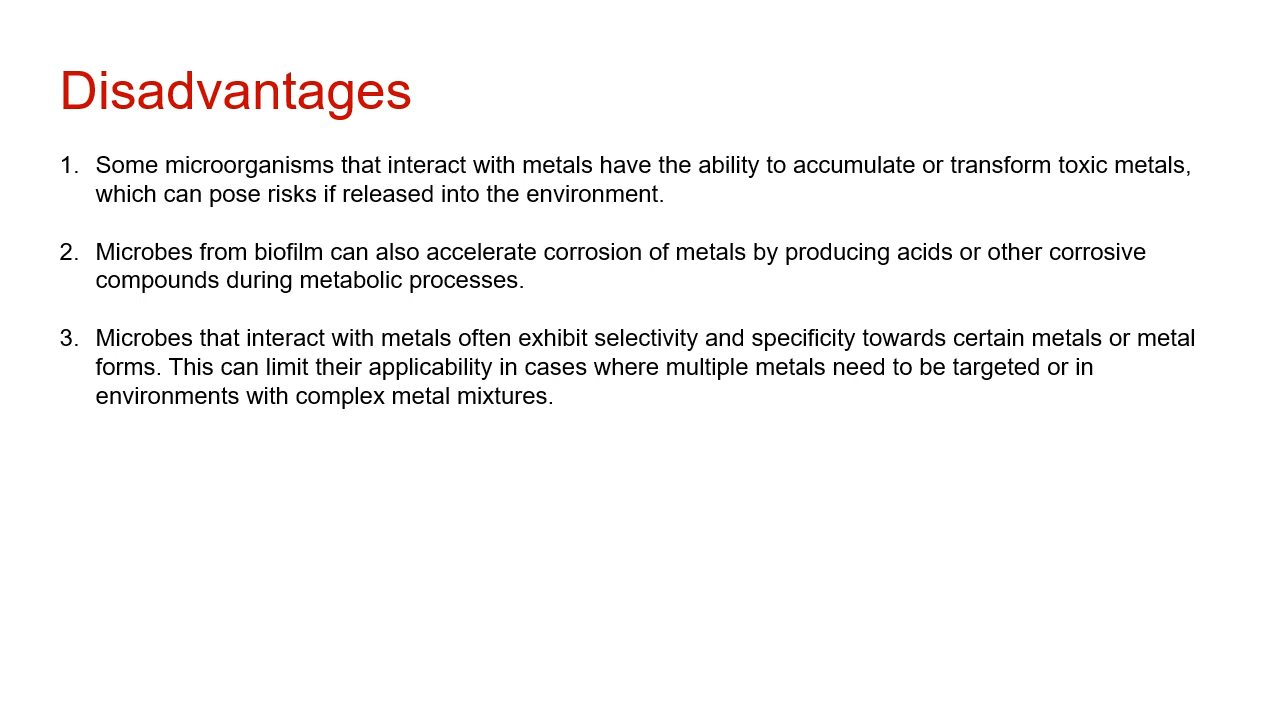 Disadvantages
1. Some microorganisms that interact with metals have the ability to accumulate or transform toxic metals,
which can pose risks if released into the environment.
2. Microbes from biofilm can also accelerate corrosion of metals by producing acids or other corrosive
compounds during metabolic processes.
3. Microbes that interact with metals often exhibit selectivity and specificity towards certain metals or metal
forms. This can limit their applicability in cases where multiple metals need to be targeted or in
environments with complex metal mixtures.